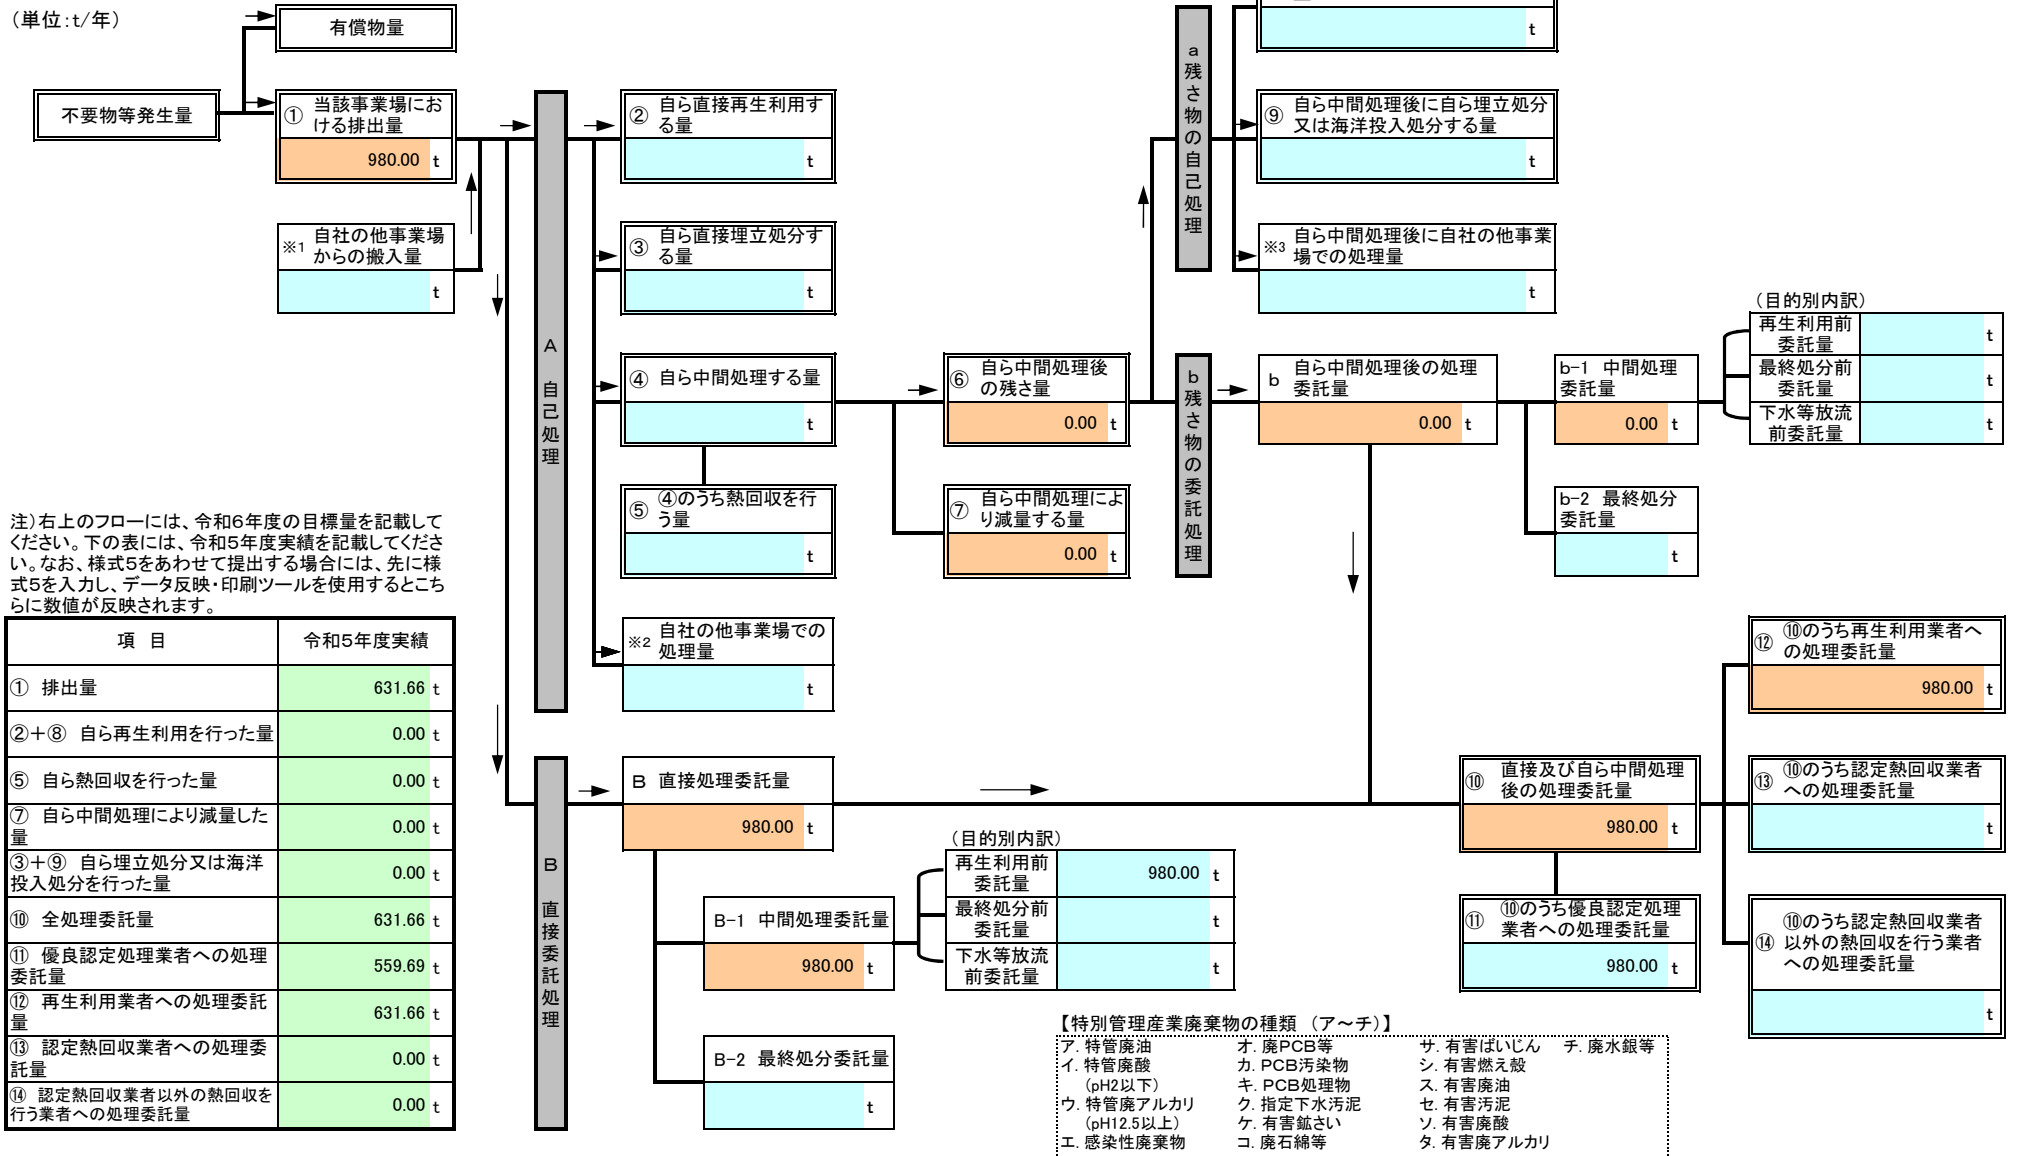 （単位：t/年）
有償物量
不要物等発生量
①
当該事業場にお
ける排出量
980.00 t
※1
自社の他事業場
からの搬入量
t
A 自己処理
②
自ら直接再生利用す
る量
t
③
自ら直接埋立処分す
る量
t
④ 自ら中間処理する量
t
⑤
④のうち熱回収を行
う量
t
※2
自社の他事業場での
処理量
t
⑥
自ら中間処理後
の残さ量
0.00 t
⑦
自ら中間処理によ
り減量する量
0.00 t
a残さ物の自己処理
t
⑨
自ら中間処理後に自ら埋立処分
又は海洋投入処分する量
t
※3
自ら中間処理後に自社の他事業
場での処理量
t
b残さ物の委託処理
b
自ら中間処理後の処理
委託量
0.00 t
b-1 中間処理
委託量
0.00 t
b-2 最終処分
委託量
t
（目的別内訳）
再生利用前
委託量
t
最終処分前
委託量
t
下水等放流
前委託量
t
注）右上のフローには、令和6年度の目標量を記載して
ください。下の表には、令和5年度実績を記載してくださ
い。なお、様式5をあわせて提出する場合には、先に様
式5を入力し、データ反映・印刷ツールを使用するとこち
らに数値が反映されます。
項 目 令和5年度実績
① 排出量 631.66 t
②＋⑧ 自ら再生利用を行った量 0.00 t
⑤ 自ら熱回収を行った量 0.00 t
⑦ 自ら中間処理により減量した
量 0.00 t
③＋⑨ 自ら埋立処分又は海洋
投入処分を行った量 0.00 t
⑩ 全処理委託量 631.66 t
⑪ 優良認定処理業者への処理
委託量 559.69 t
⑫ 再生利用業者への処理委託
量 631.66 t
⑬ 認定熱回収業者への処理委
託量 0.00 t
⑭ 認定熱回収業者以外の熱回収を
行う業者への処理委託量 0.00 t
B 直接委託処理
B 直接処理委託量
980.00 t
B-1 中間処理委託量
980.00 t
B-2 最終処分委託量
t
（目的別内訳）
再生利用前
委託量
980.00 t
最終処分前
委託量
t
下水等放流
前委託量
t
⑩
直接及び自ら中間処理
後の処理委託量
980.00 t
⑪
⑩のうち優良認定処理
業者への処理委託量
980.00 t
⑫
⑩のうち再生利用業者へ
の処理委託量
980.00 t
⑬
⑩のうち認定熱回収業者
への処理委託量
t
⑭
⑩のうち認定熱回収業者
以外の熱回収を行う業者
への処理委託量
t
【特別管理産業廃棄物の種類 （ア～チ）】
ア. 特管廃油 オ. 廃PCB等 サ. 有害ばいじん チ. 廃水銀等
イ. 特管廃酸 カ. PCB汚染物 シ. 有害燃え殻
（pH2以下） キ. PCB処理物 ス. 有害廃油
ウ. 特管廃アルカリ ク. 指定下水汚泥 セ. 有害汚泥
（pH12.5以上） ケ. 有害鉱さい ソ. 有害廃酸
エ. 感染性廃棄物 コ. 廃石綿等 タ. 有害廃アルカリ